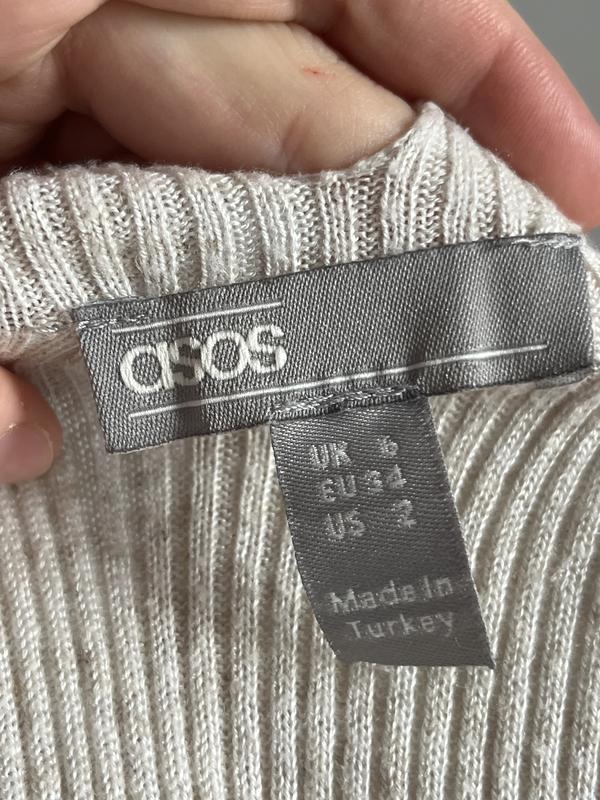 asos
UK 6
EU 34
US 2
Made in
Turkey